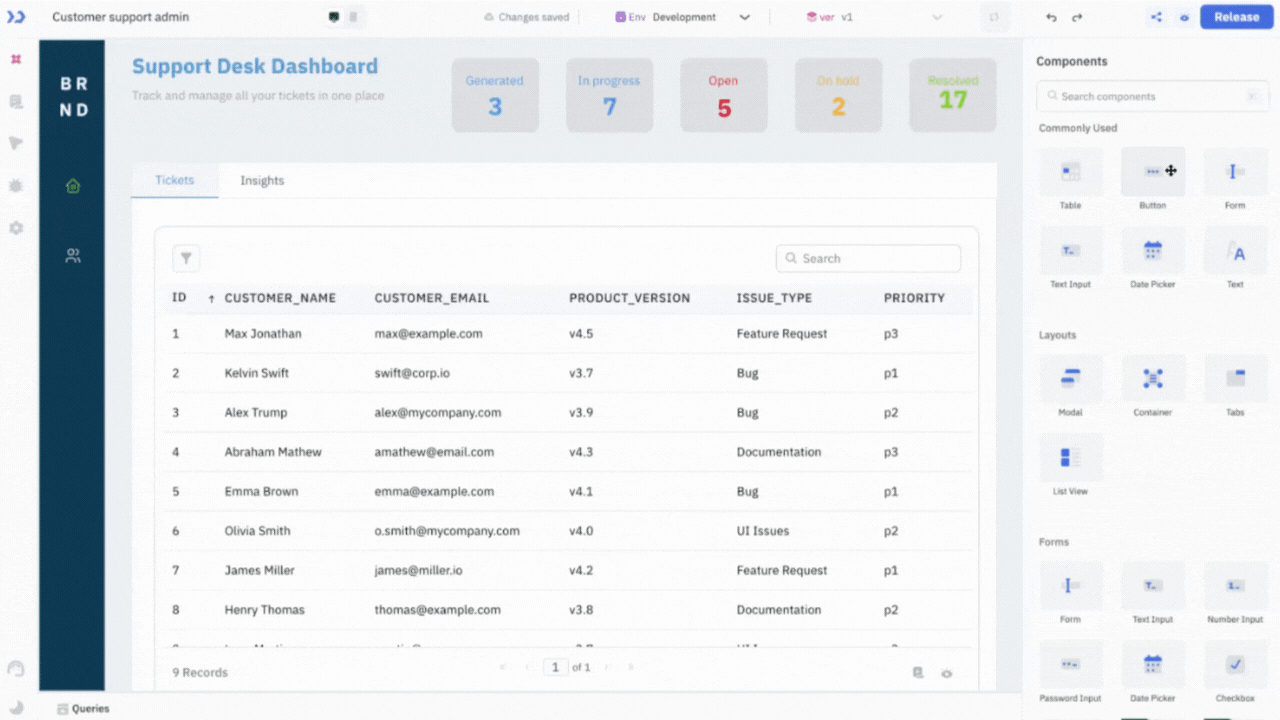 Customer support admin
Changes saved
Env Development
ver v1
Release
BR
ND
Support Desk Dashboard
Track and manage all your tickets in one place
Generated
3
In progress
7
Open
5
On hold
2
Resolved
17
Tickets Insights
Search
ID CUSTOMER_NAME CUSTOMER_EMAIL PRODUCT_VERSION ISSUE_TYPE PRIORITY
1 Max Jonathan max@example.com v4.5 Feature Request p3
2 Kelvin Swift swift@corp.io v3.7 Bug p1
3 Alex Trump alex@mycompany.com v3.9 Bug p2
4 Abraham Mathew amathew@email.com v4.3 Documentation p3
5 Emma Brown emma@example.com v4.1 Bug p1
6 Olivia Smith o.smith@mycompany.com v4.0 UI Issues p2
7 James Miller james@miller.io v4.2 Feature Request p1
8 Henry Thomas thomas@example.com v3.8 Documentation p2
9 Records
1 of 1
Queries
Components
Search components
Commonly Used
Table Button Form
Text Input Date Picker Text
Layouts
Modal Container Tabs
List View
Forms
Form Text Input Number Input
Password Input Date Picker Checkbox